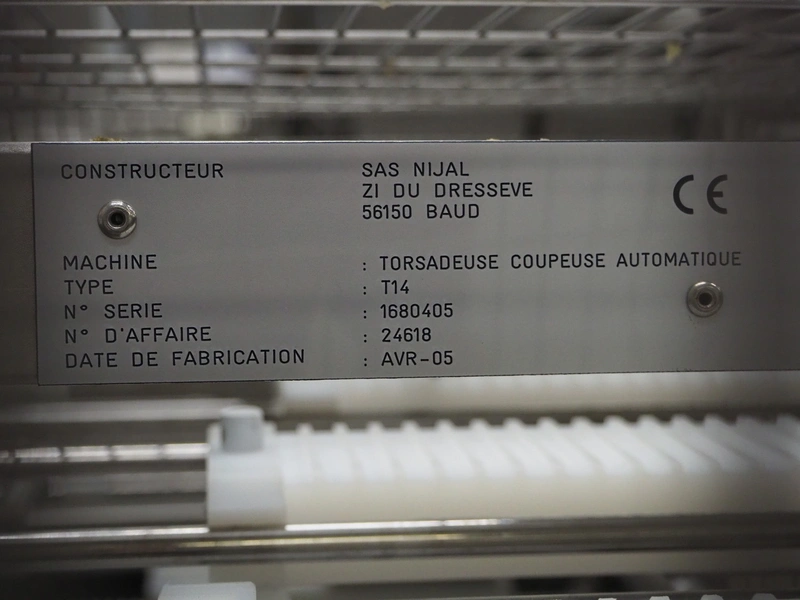 CONSTRUCTEUR SAS NIJAL
ZI DU DRESSEVE
56150 BAUD
CE
MACHINE : TORSADEUSE COUPEUSE AUTOMATIQUE
TYPE : T14
N° SERIE : 1680405
N° D'AFFAIRE : 24618
DATE DE FABRICATION : AVR-05